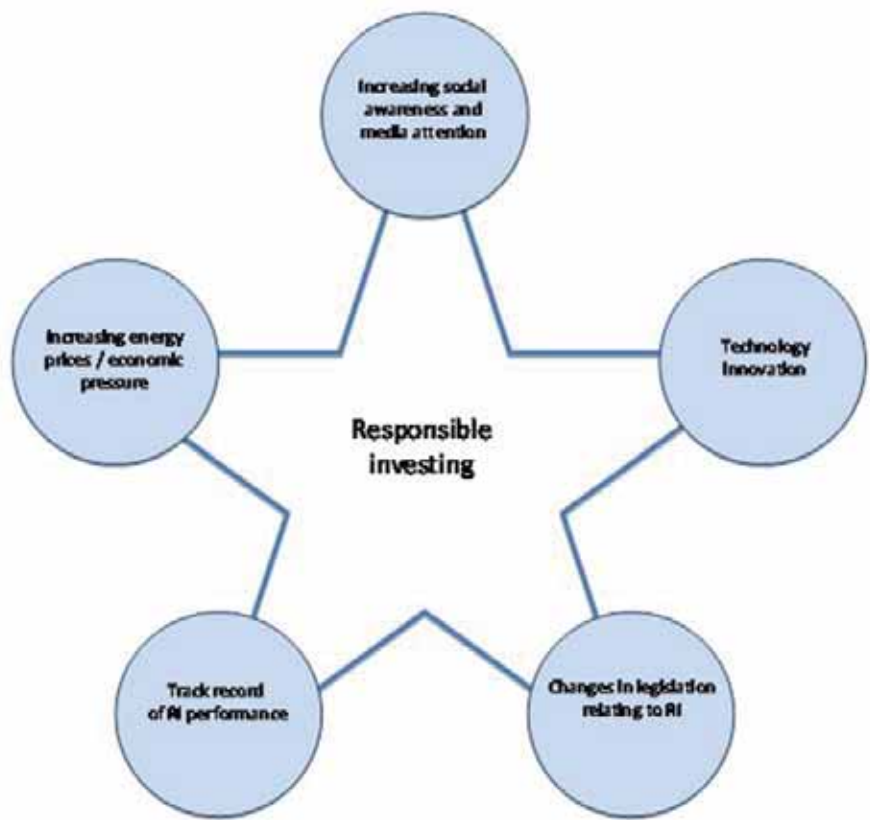 Increasing social
awareness and
media attention
Increasing energy
prices / economic
pressure
Technology
innovation
Responsible
investing
Track record
of RI performance
Changes in legislation
relating to RI